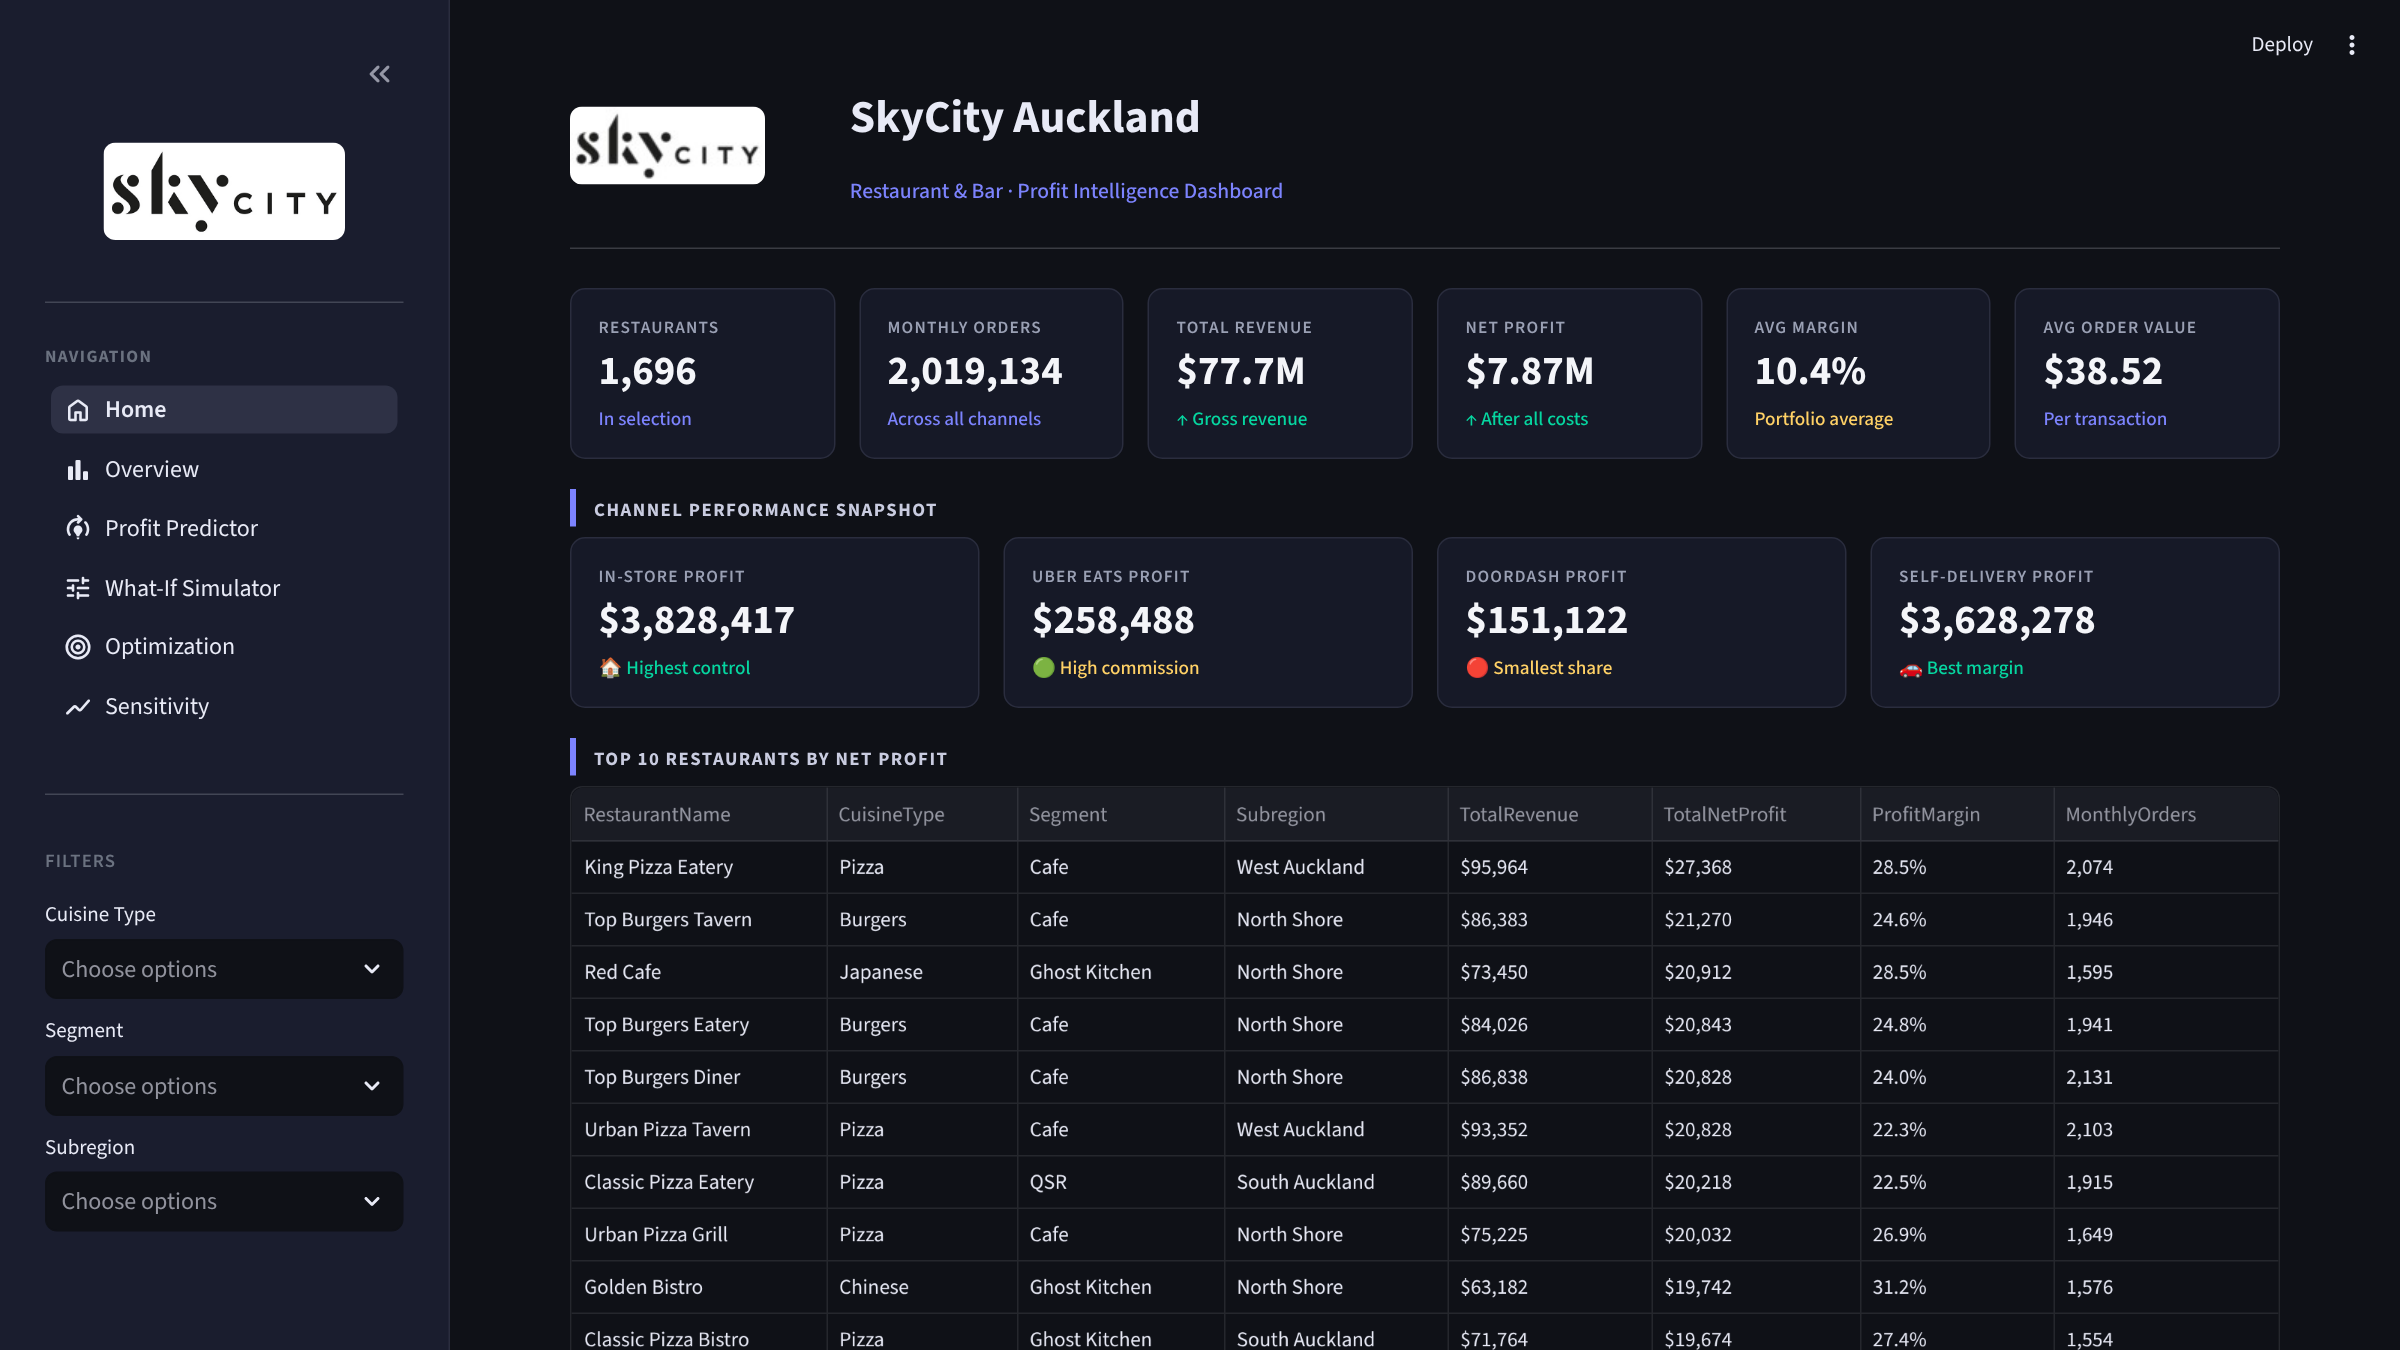 sky CITY
NAVIGATION
Home
Overview
Profit Predictor
What-If Simulator
Optimization
Sensitivity
FILTERS
Cuisine Type
Choose options
Segment
Choose options
Subregion
Choose options
Deploy
sky CITY
SkyCity Auckland
Restaurant & Bar · Profit Intelligence Dashboard
RESTAURANTS
1,696
In selection
MONTHLY ORDERS
2,019,134
Across all channels
TOTAL REVENUE
$77.7M
↑ Gross revenue
NET PROFIT
$7.87M
↑ After all costs
AVG MARGIN
10.4%
Portfolio average
AVG ORDER VALUE
$38.52
Per transaction
CHANNEL PERFORMANCE SNAPSHOT
IN-STORE PROFIT
$3,828,417
🏠 Highest control
UBER EATS PROFIT
$258,488
🟢 High commission
DOORDASH PROFIT
$151,122
🔴 Smallest share
SELF-DELIVERY PROFIT
$3,628,278
🚗 Best margin
TOP 10 RESTAURANTS BY NET PROFIT
RestaurantName CuisineType Segment Subregion TotalRevenue TotalNetProfit ProfitMargin MonthlyOrders
King Pizza Eatery Pizza Cafe West Auckland $95,964 $27,368 28.5% 2,074
Top Burgers Tavern Burgers Cafe North Shore $86,383 $21,270 24.6% 1,946
Red Cafe Japanese Ghost Kitchen North Shore $73,450 $20,912 28.5% 1,595
Top Burgers Eatery Burgers Cafe North Shore $84,026 $20,843 24.8% 1,941
Top Burgers Diner Burgers Cafe North Shore $86,838 $20,828 24.0% 2,131
Urban Pizza Tavern Pizza Cafe West Auckland $93,352 $20,828 22.3% 2,103
Classic Pizza Eatery Pizza QSR South Auckland $89,660 $20,218 22.5% 1,915
Urban Pizza Grill Pizza Cafe North Shore $75,225 $20,032 26.9% 1,649
Golden Bistro Chinese Ghost Kitchen North Shore $63,182 $19,742 31.2% 1,576
Classic Pizza Bistro Pizza Ghost Kitchen South Auckland $71,764 $19,674 27.4% 1,554